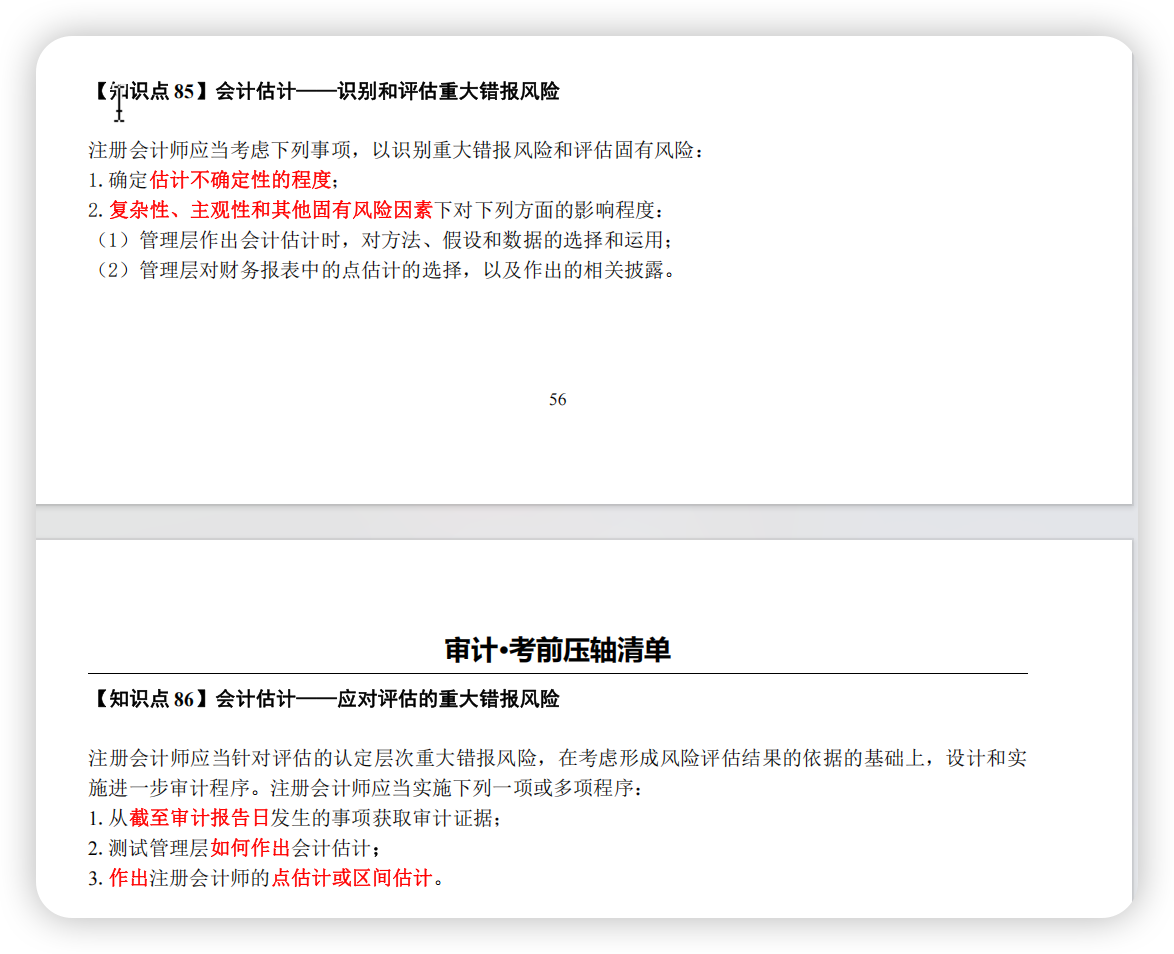 【知识点 85】会计估计——识别和评估重大错报风险
注册会计师应当考虑下列事项，以识别重大错报风险和评估固有风险：
1. 确定估计不确定性的程度；
2. 复杂性、主观性和其他固有风险因素下对下列方面的影响程度：
（1）管理层作出会计估计时，对方法、假设和数据的选择和运用；
（2）管理层对财务报表中的点估计的选择，以及作出的相关披露。
56
审计•考前压轴清单
【知识点 86】会计估计——应对评估的重大错报风险
注册会计师应当针对评估的认定层次重大错报风险，在考虑形成风险评估结果的依据的基础上，设计和实
施进一步审计程序。注册会计师应当实施下列一项或多项程序：
1. 从截至审计报告日发生的事项获取审计证据；
2. 测试管理层如何作出会计估计；
3. 作出注册会计师的点估计或区间估计。